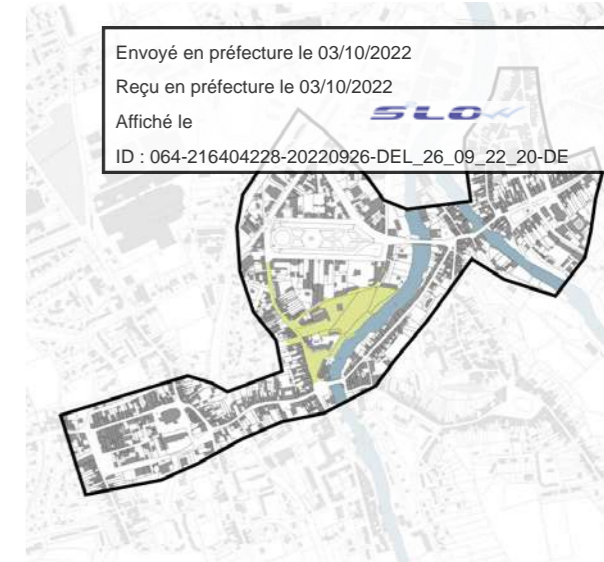 Envoyé en préfecture le 03/10/2022
Reçu en préfecture le 03/10/2022
Affiché le
SLO
ID : 064-216404228-20220926-DEL_26_09_22_20-DE